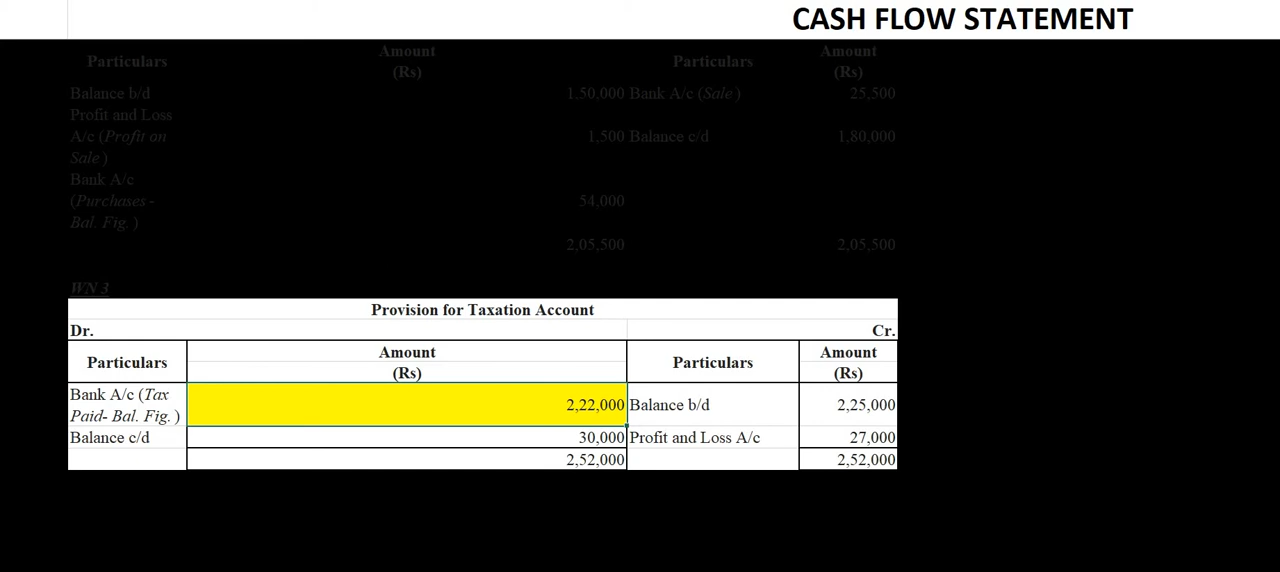 CASH FLOW STATEMENT
Particulars Amount (Rs) Particulars Amount (Rs)
Balance b/d 1,50,000 Bank A/c (Sale) 25,500
Profit and Loss
A/c (Profit on 1,500 Balance c/d 1,80,000
Sale)
Bank A/c
(Purchases - 54,000
Bal. Fig.)
2,05,500 2,05,500
WN 3
Provision for Taxation Account
Dr. Cr.
Particulars Amount (Rs) Particulars Amount (Rs)
Bank A/c (Tax
Paid- Bal. Fig.) 2,22,000 Balance b/d 2,25,000
Balance c/d 30,000 Profit and Loss A/c 27,000
2,52,000 2,52,000